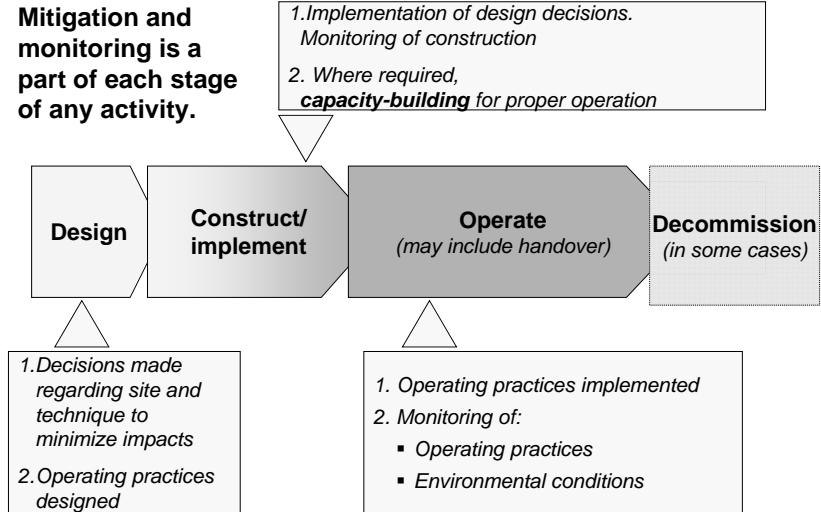 Mitigation and
monitoring is a
part of each stage
of any activity.
1.Implementation of design decisions.
Monitoring of construction
2. Where required,
capacity-building for proper operation
Design
Construct/
implement
Operate
(may include handover)
Decommission
(in some cases)
1.Decisions made
regarding site and
technique to
minimize impacts
2.Operating practices
designed
1. Operating practices implemented
2. Monitoring of:
▪ Operating practices
▪ Environmental conditions